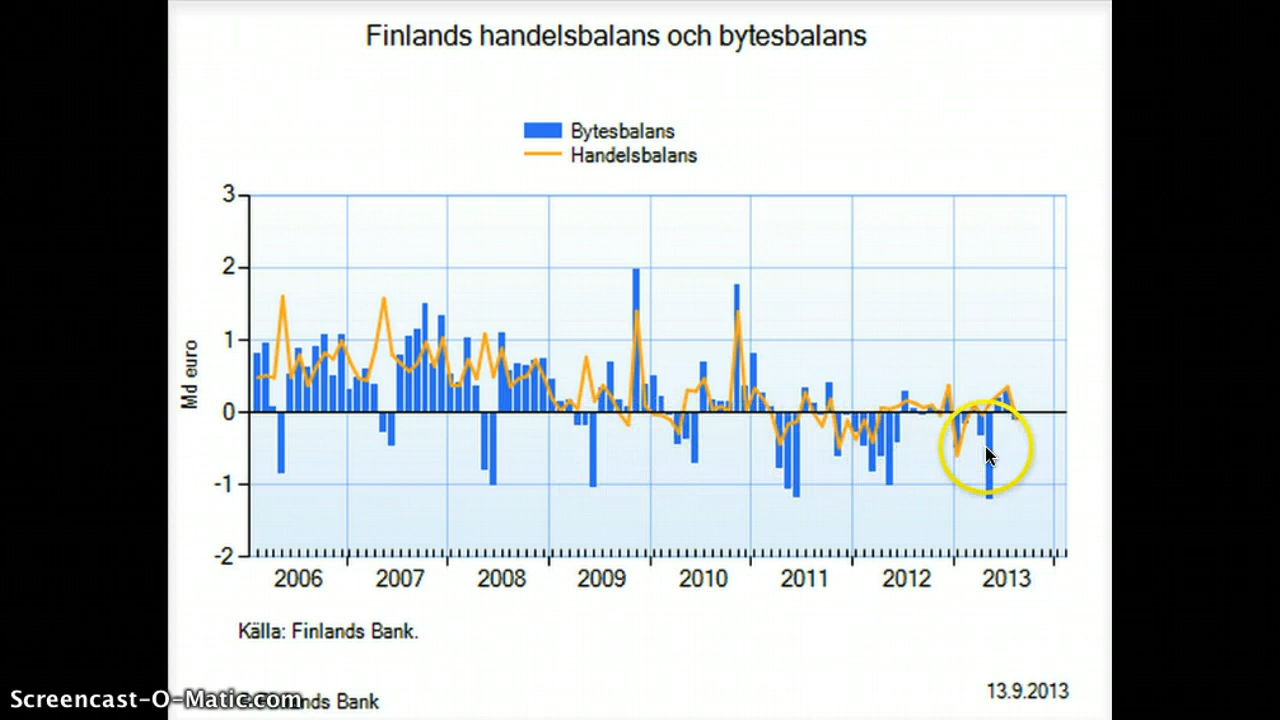 Finlands handelsbalans och bytesbalans
Bytesbalans
Handelsbalans
3
2
1
0
-1
-2
Md euro
2006 2007 2008 2009 2010 2011 2012 2013
Källa: Finlands Bank.
13.9.2013
Screencast-O-Matic.com
Bank